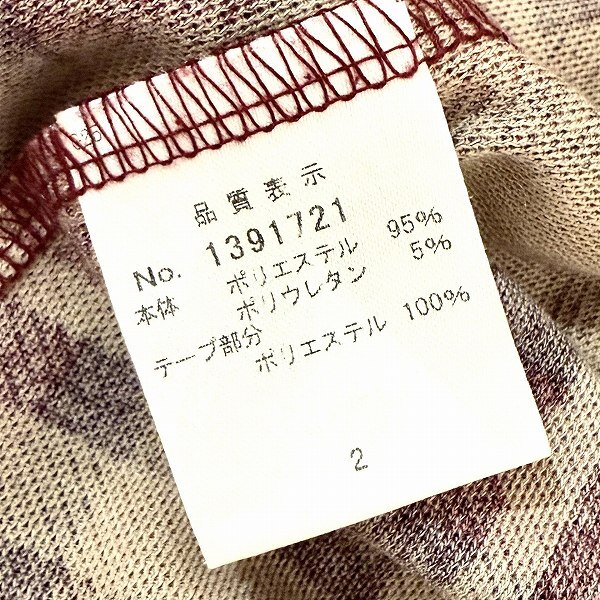 品質表示
No. 1391721
本体 ポリエステル 95%
ポリウレタン 5%
テープ部分
ポリエステル 100%
2